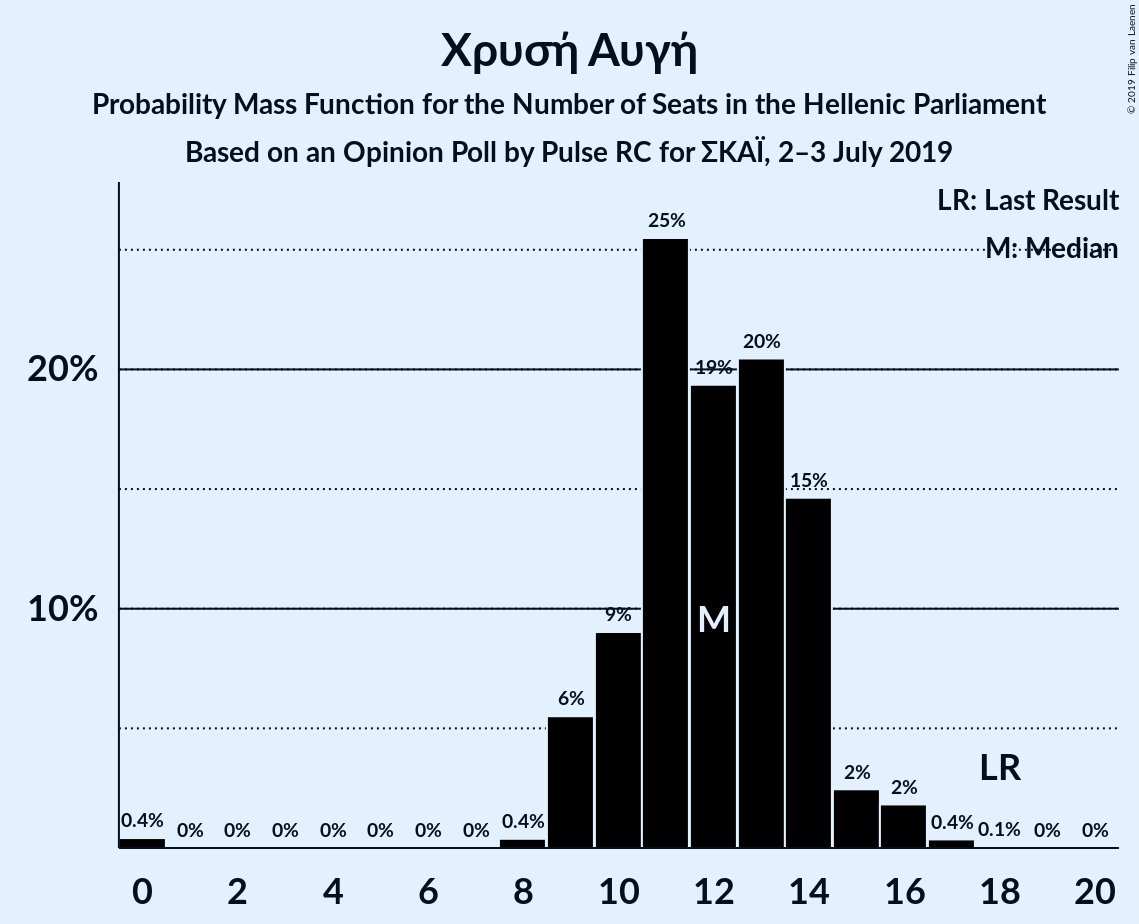 Χρυσή Αυγή
Probability Mass Function for the Number of Seats in the Hellenic Parliament
Based on an Opinion Poll by Pulse RC for ΣΚΑΪ, 2–3 July 2019
© 2019 Filip van Laenen
LR: Last Result
M: Median
20%
10%
0.4%
0%
0%
0%
0%
0%
0%
0%
0.4%
6%
9%
25%
19%
20%
15%
2%
2%
0.4%
0.1%
0%
0%
M
LR
0 2 4 6 8 10 12 14 16 18 20